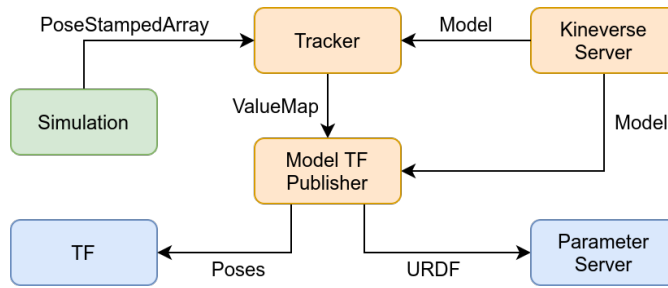 PoseStampedArray
Tracker
Model
Kineverse
Server
Simulation
ValueMap
Model
Model TF
Publisher
TF
Poses
URDF
Parameter
Server